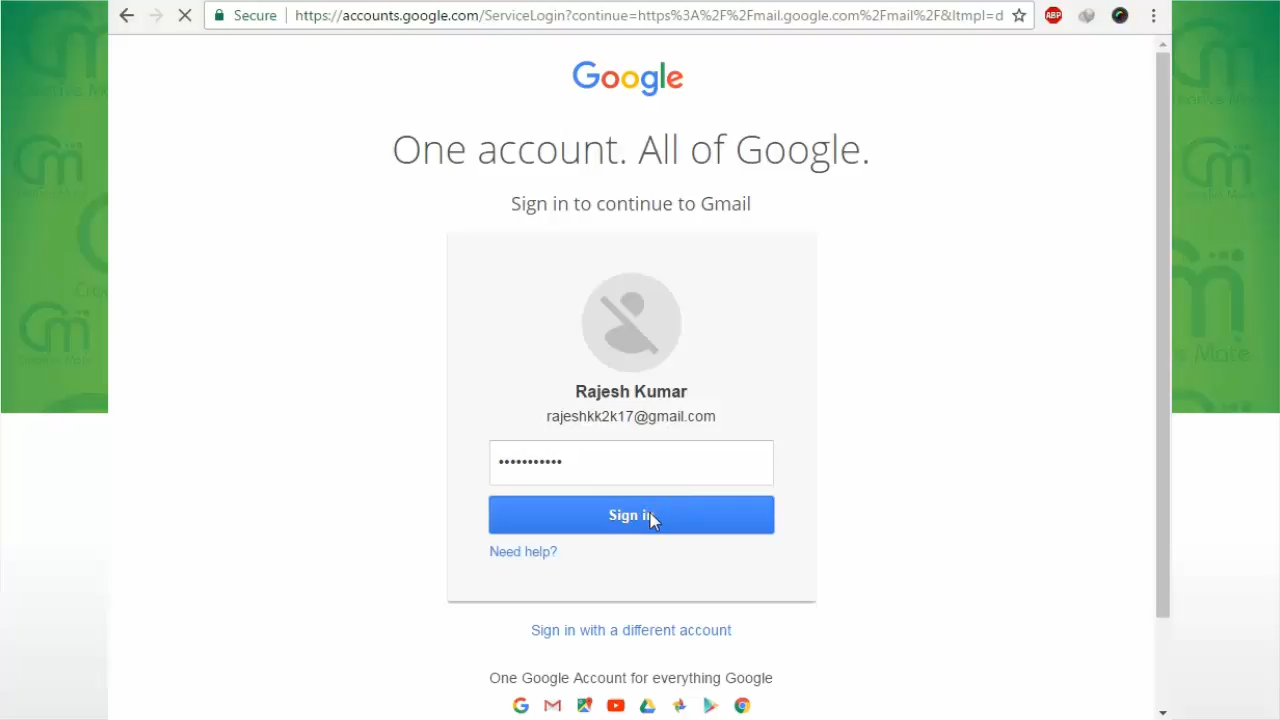 Secure
https://accounts.google.com/ServiceLogin?continue=https%3A%2F%2Fmail.google.com%2Fmail%2F&ltmpl=d
ABP
Google
One account. All of Google.
Sign in to continue to Gmail
Rajesh Kumar
rajeshkk2k17@gmail.com
•••••••••••
Sign in
Need help?
Sign in with a different account
One Google Account for everything Google